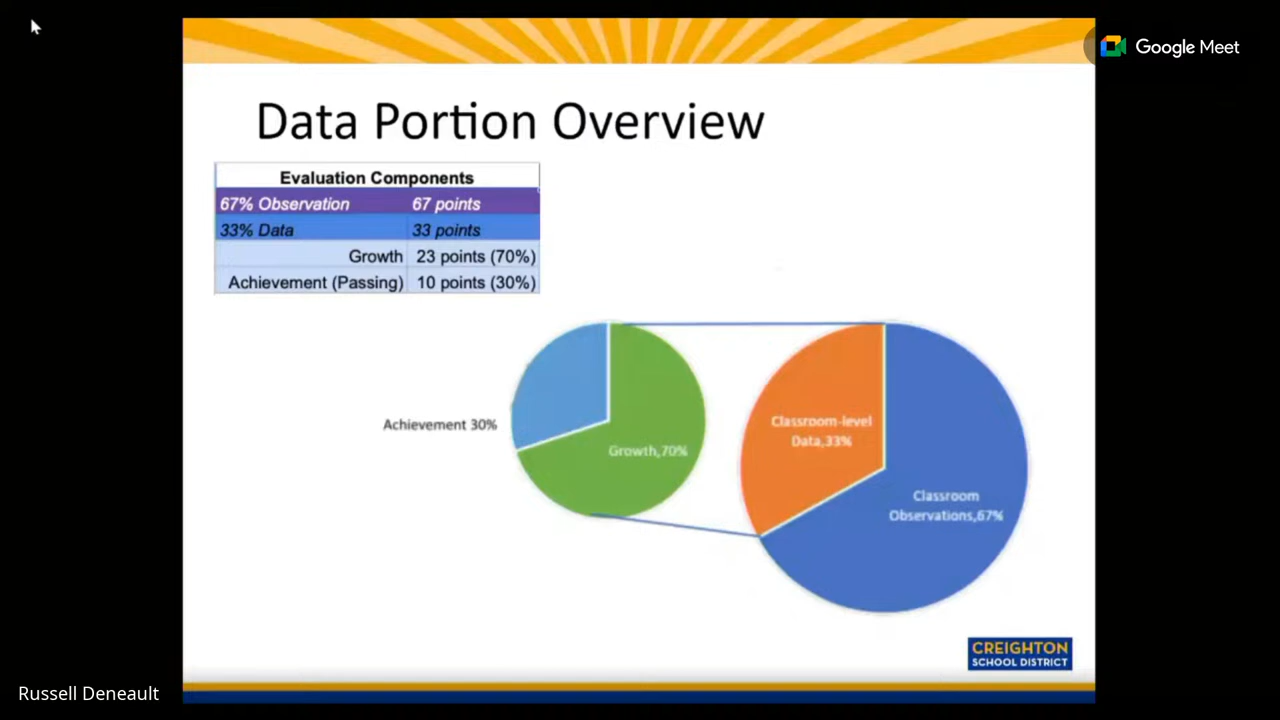 Google Meet
Data Portion Overview
Evaluation Components
67% Observation 67 points
33% Data 33 points
Growth 23 points (70%)
Achievement (Passing) 10 points (30%)
Achievement 30%
Growth,70%
Classroom-level
Data,33%
Classroom
Observations,67%
CREIGHTON
SCHOOL DISTRICT
Russell Deneault